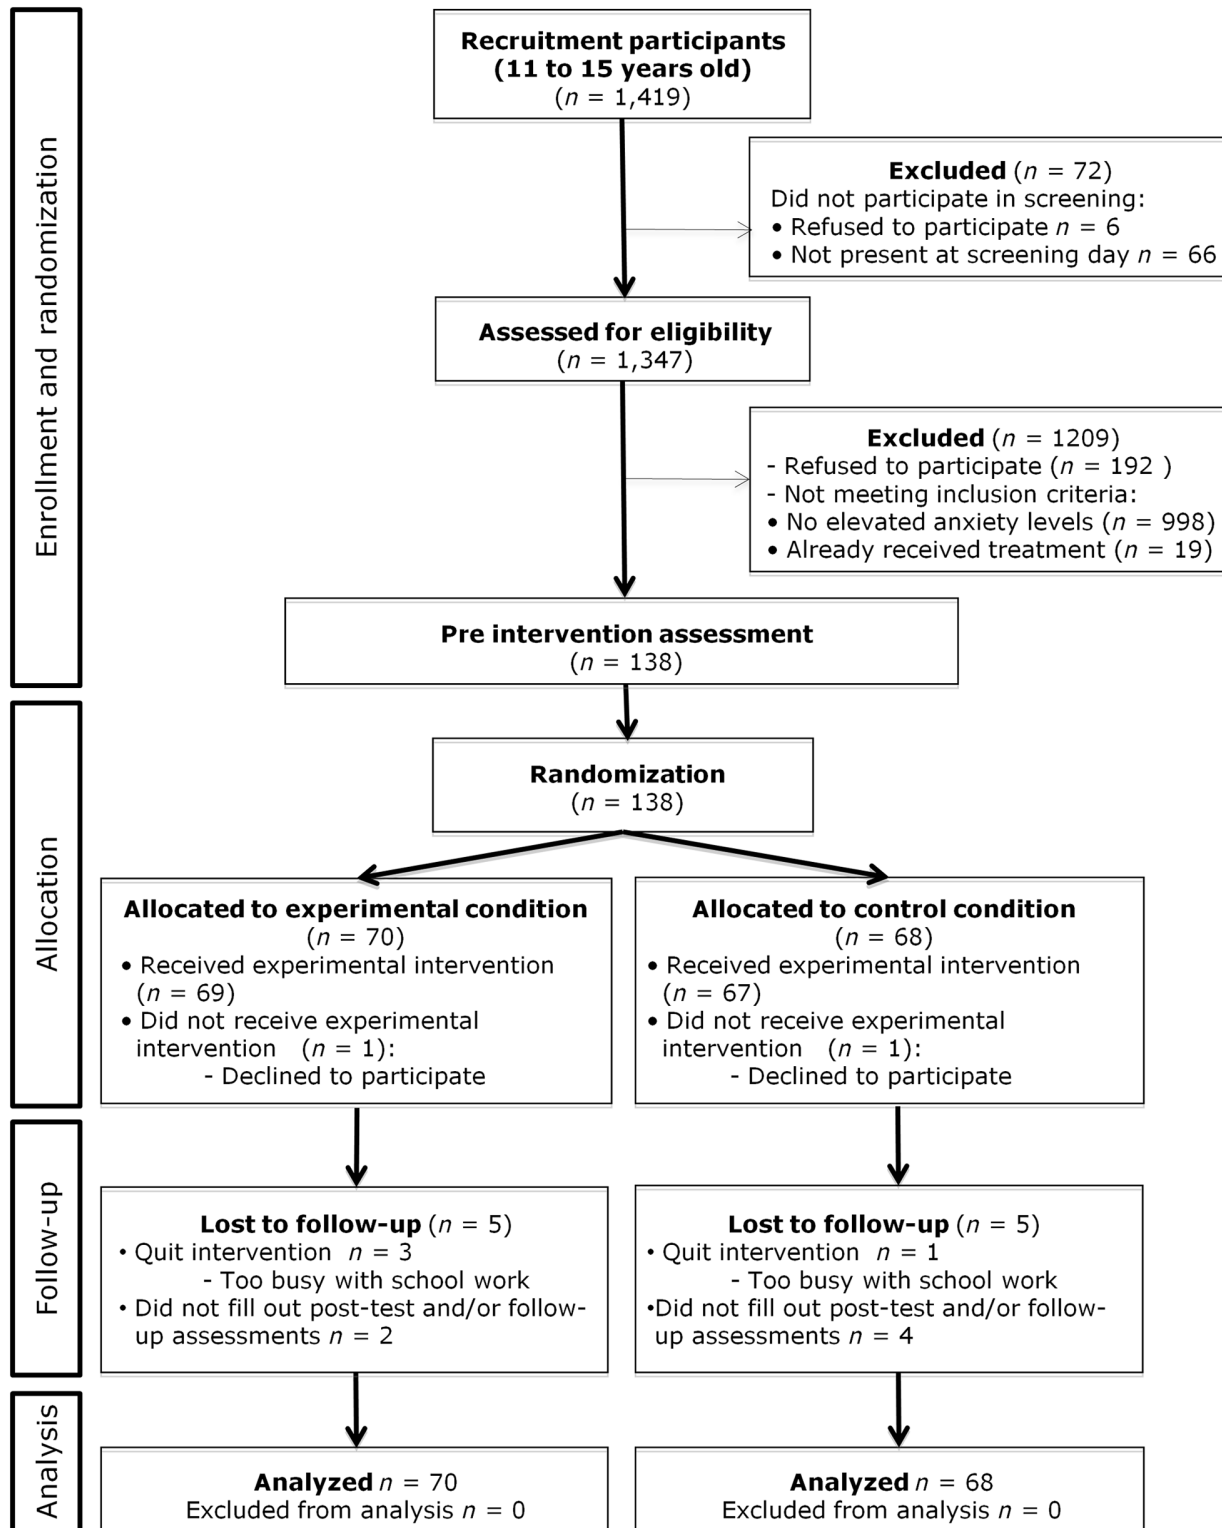 Enrollment and randomization
Recruitment participants
(11 to 15 years old)
(n = 1,419)
Excluded (n = 72)
Did not participate in screening:
• Refused to participate n = 6
• Not present at screening day n = 66
Assessed for eligibility
(n = 1,347)
Excluded (n = 1209)
- Refused to participate (n = 192 )
- Not meeting inclusion criteria:
• No elevated anxiety levels (n = 998)
• Already received treatment (n = 19)
Pre intervention assessment
(n = 138)
Allocation
Randomization
(n = 138)
Allocated to experimental condition
(n = 70)
• Received experimental intervention
(n = 69)
• Did not receive experimental
intervention (n = 1):
- Declined to participate
Allocated to control condition
(n = 68)
• Received experimental intervention
(n = 67)
• Did not receive experimental
intervention (n = 1):
- Declined to participate
Follow-up
Lost to follow-up (n = 5)
• Quit intervention n = 3
- Too busy with school work
• Did not fill out post-test and/or follow-
up assessments n = 2
Lost to follow-up (n = 5)
• Quit intervention n = 1
- Too busy with school work
•Did not fill out post-test and/or follow-
up assessments n = 4
Analysis
Analyzed n = 70
Excluded from analysis n = 0
Analyzed n = 68
Excluded from analysis n = 0